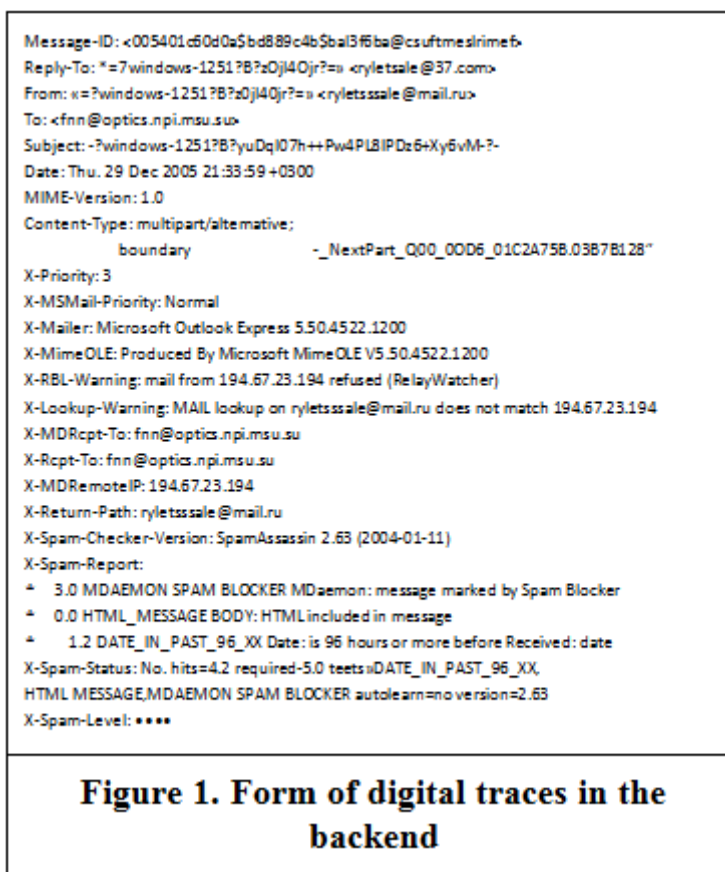 Message-ID: <005401c60d0a$bd889c4b$bal3f6ba@csuftmeslrimef>
Reply-To: *=7windows-1251?B?zOjl4Ojr?=» <ryletsale@37.com>
From: «=?windows-1251?B?z0jl40jr?=» <ryletsssale@mail.ru>
To: <fnn@optics.npi.msu.su>
Subject: -?windows-1251?B?yuDqI07h++Pw4PL8IPDz6+Xy6vM-?-
Date: Thu. 29 Dec 2005 21:33:59 +0300
MIME-Version: 1.0
Content-Type: multipart/alternative;
boundary -_NextPart_Q00_0OD6_01C2A75B.03B7B128”
X-Priority: 3
X-MSMail-Priority: Normal
X-Mailer: Microsoft Outlook Express 5.50.4522.1200
X-MimeOLE: Produced By Microsoft MimeOLE V5.50.4522.1200
X-RBL-Warning: mail from 194.67.23.194 refused (RelayWatcher)
X-Lookup-Warning: MAIL lookup on ryletsssale@mail.ru does not match 194.67.23.194
X-MDRcpt-To: fnn@optics.npi.msu.su
X-Rcpt-To: fnn@optics.npi.msu.su
X-MDRemoteIP: 194.67.23.194
X-Return-Path: ryletsssale@mail.ru
X-Spam-Checker-Version: SpamAssassin 2.63 (2004-01-11)
X-Spam-Report:
3.0 MDAEMON SPAM BLOCKER MDaemon: message marked by Spam Blocker
0.0 HTML_MESSAGE BODY: HTML included in message
1.2 DATE_IN_PAST_96_XX Date: is 96 hours or more before Received: date
X-Spam-Status: No. hits=4.2 required-5.0 teets»DATE_IN_PAST_96_XX,
HTML MESSAGE,MDAEMON SPAM BLOCKER autolearn=no version=2.63
X-Spam-Level: ••••
Figure 1. Form of digital traces in the
backend